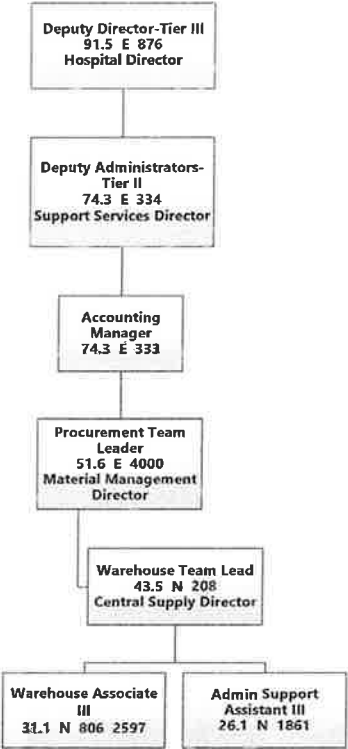 Deputy Director-Tier III
91.5 E 876
Hospital Director
Deputy Administrators-
Tier II
74.3 E 334
Support Services Director
Accounting
Manager
74.3 E 333
Procurement Team
Leader
51.6 E 4000
Material Management
Director
Warehouse Team Lead
43.5 N 208
Central Supply Director
Warehouse Associate
III
31.1 N 806 2597
Admin Support
Assistant III
26.1 N 1861